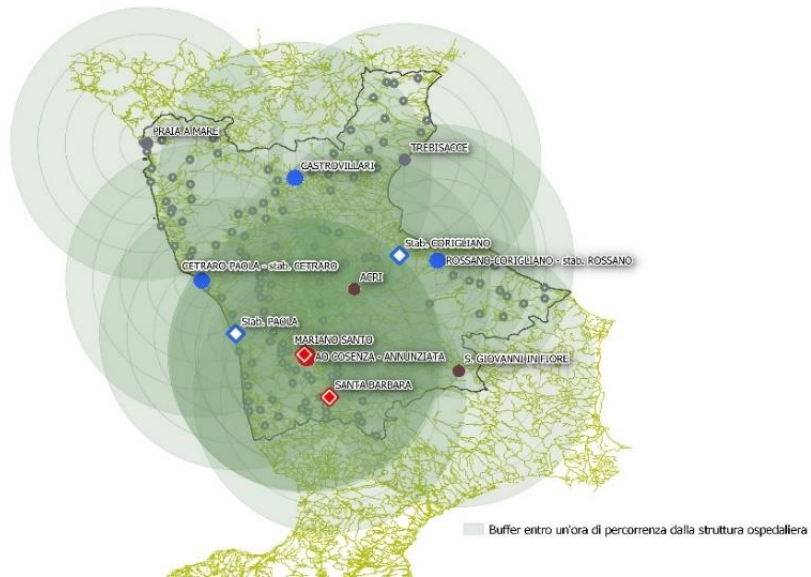 PRAIA A MARE
TREBISACCE
CASTROVILLARI
Stab. CORIGLIANO
ROSSANO-CORIGLIANO - stab. ROSSANO
CETRARO-PAOLA - stab. CETRARO
ACRI
Stab. PAOLA
MARIANO SANTO
AO COSENZA - ANNUNZIATA
S. GIOVANNI IN FIORE
SANTA BARBARA
Buffer entro un'ora di percorrenza dalla struttura ospedaliera